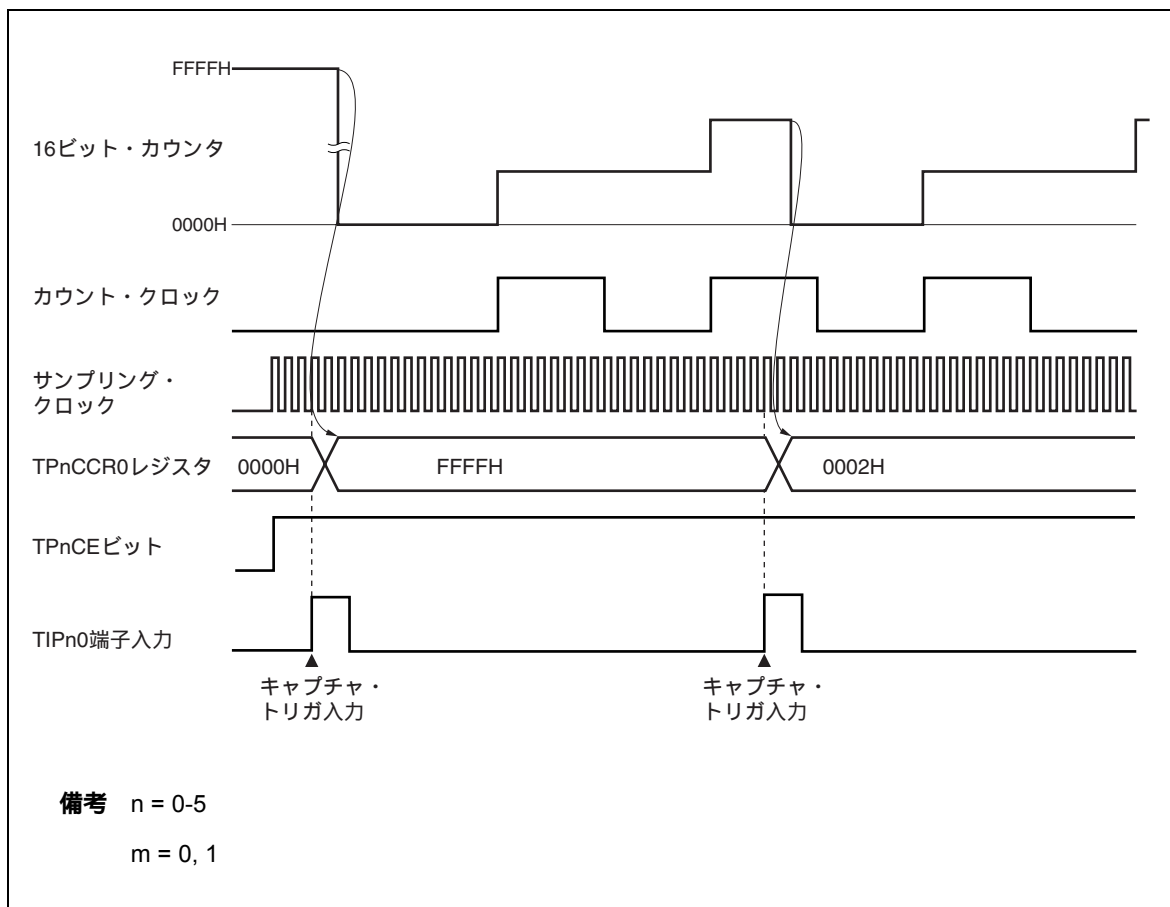 FFFFH
16ビット・カウンタ
0000H
カウント・クロック
サンプリング・
クロック
TPnCCR0レジスタ 0000H FFFFH 0002H
TPnCEビット
TIPn0端子入力
キャプチャ・ キャプチャ・
トリガ入力 トリガ入力
備考 n = 0-5
m = 0, 1